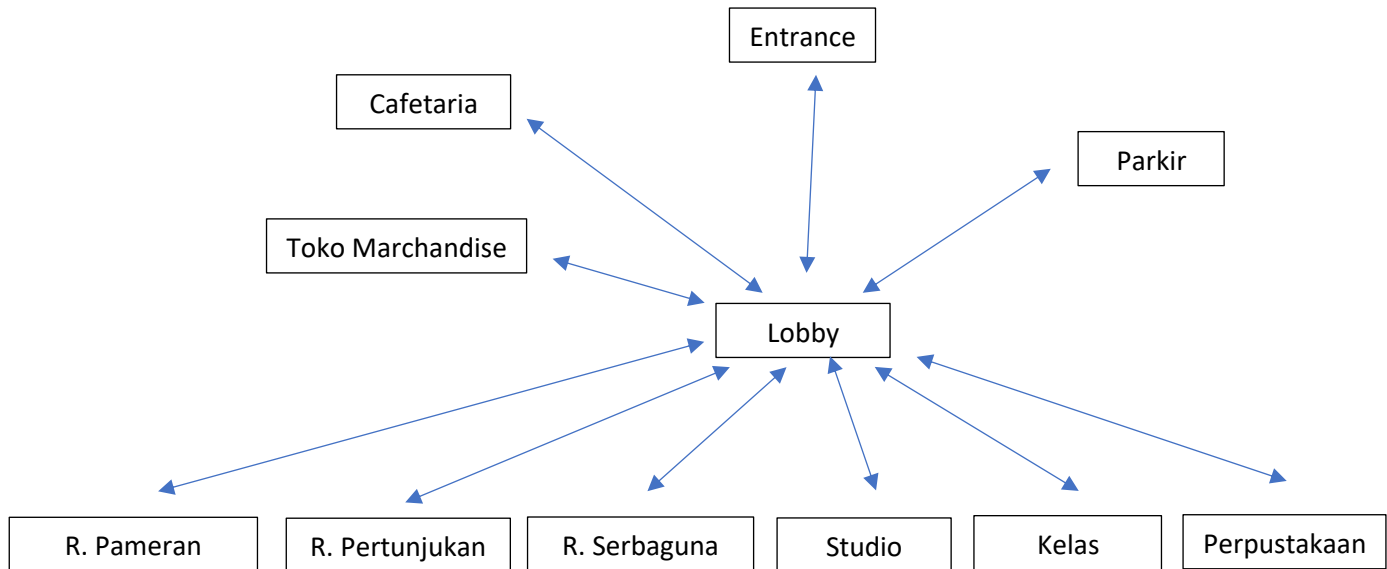 Entrance
Cafetaria
Parkir
Toko Marchandise
Lobby
R. Pameran
R. Pertunjukan
R. Serbaguna
Studio
Kelas
Perpustakaan